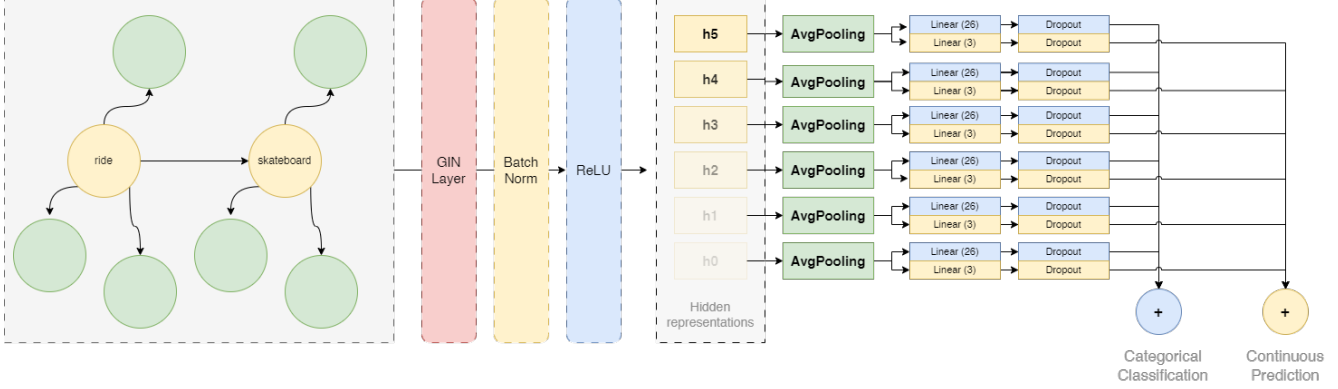 ride
skateboard
GIN
Layer
Batch
Norm
ReLU
h5
h4
h3
h2
h1
h0
Hidden
representations
AvgPooling
Linear (26)
Dropout
Linear (3)
Dropout
AvgPooling
Linear (26)
Dropout
Linear (3)
Dropout
AvgPooling
Linear (26)
Dropout
Linear (3)
Dropout
AvgPooling
Linear (26)
Dropout
Linear (3)
Dropout
AvgPooling
Linear (26)
Dropout
Linear (3)
Dropout
AvgPooling
Linear (26)
Dropout
Linear (3)
Dropout
+
+
Categorical
Classification
Continuous
Prediction